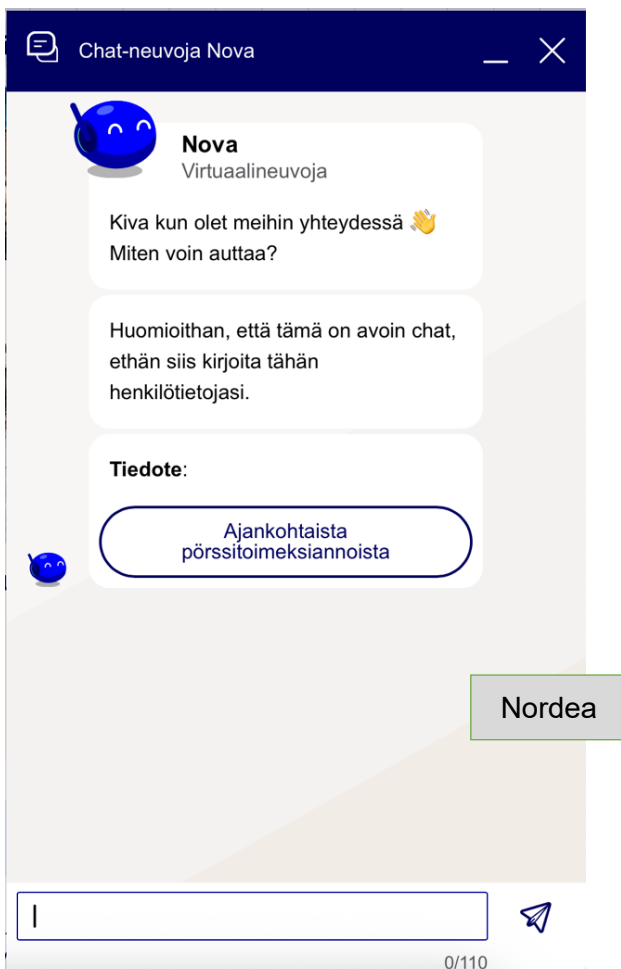 Chat-neuvoja Nova
Nova
Virtuaalineuvoja
Kiva kun olet meihin yhteydessä 👋
Miten voin auttaa?
Huomioithan, että tämä on avoin chat,
ethän siis kirjoita tähän
henkilötietojasi.
Tiedote:
Ajankohtaista
pörssitoimeksiannoista
Nordea
0/110